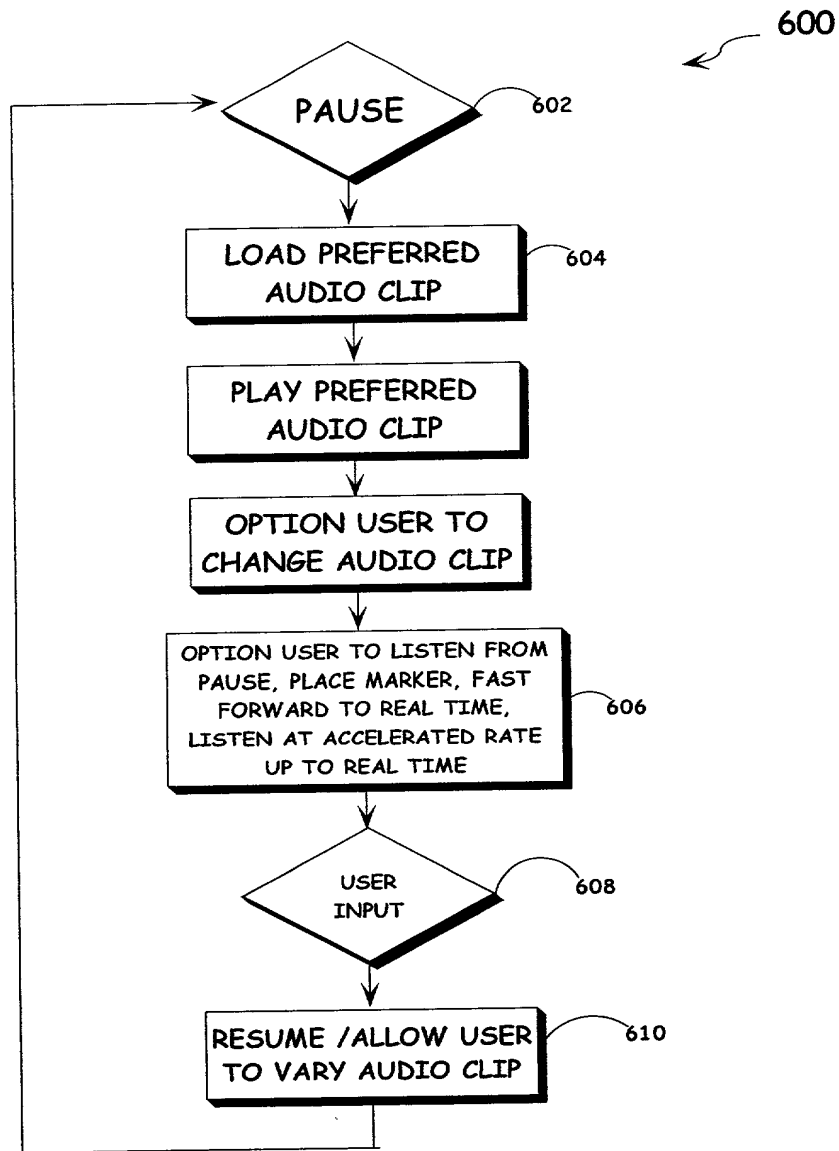 600
PAUSE
602
LOAD PREFERRED
AUDIO CLIP
604
PLAY PREFERRED
AUDIO CLIP
OPTION USER TO
CHANGE AUDIO CLIP
OPTION USER TO LISTEN FROM
PAUSE, PLACE MARKER, FAST
FORWARD TO REAL TIME,
LISTEN AT ACCELERATED RATE
UP TO REAL TIME
606
USER
INPUT
608
RESUME /ALLOW USER
TO VARY AUDIO CLIP
610